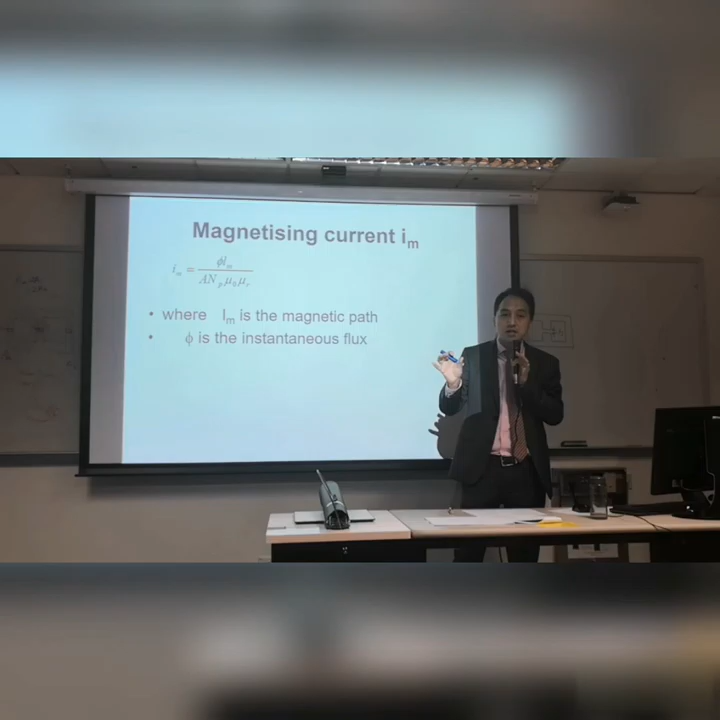 Magnetising current iₘ
iₘ = ϕlₘ / ANₚμ₀μᵣ
• where lₘ is the magnetic path
• ϕ is the instantaneous flux